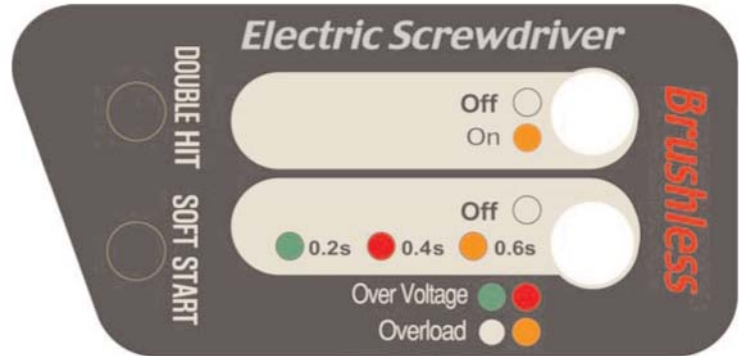 Electric Screwdriver
DOUBLE HIT
Off
On
Brushless
SOFT START
Off
0.2s 0.4s 0.6s
Over Voltage
Overload